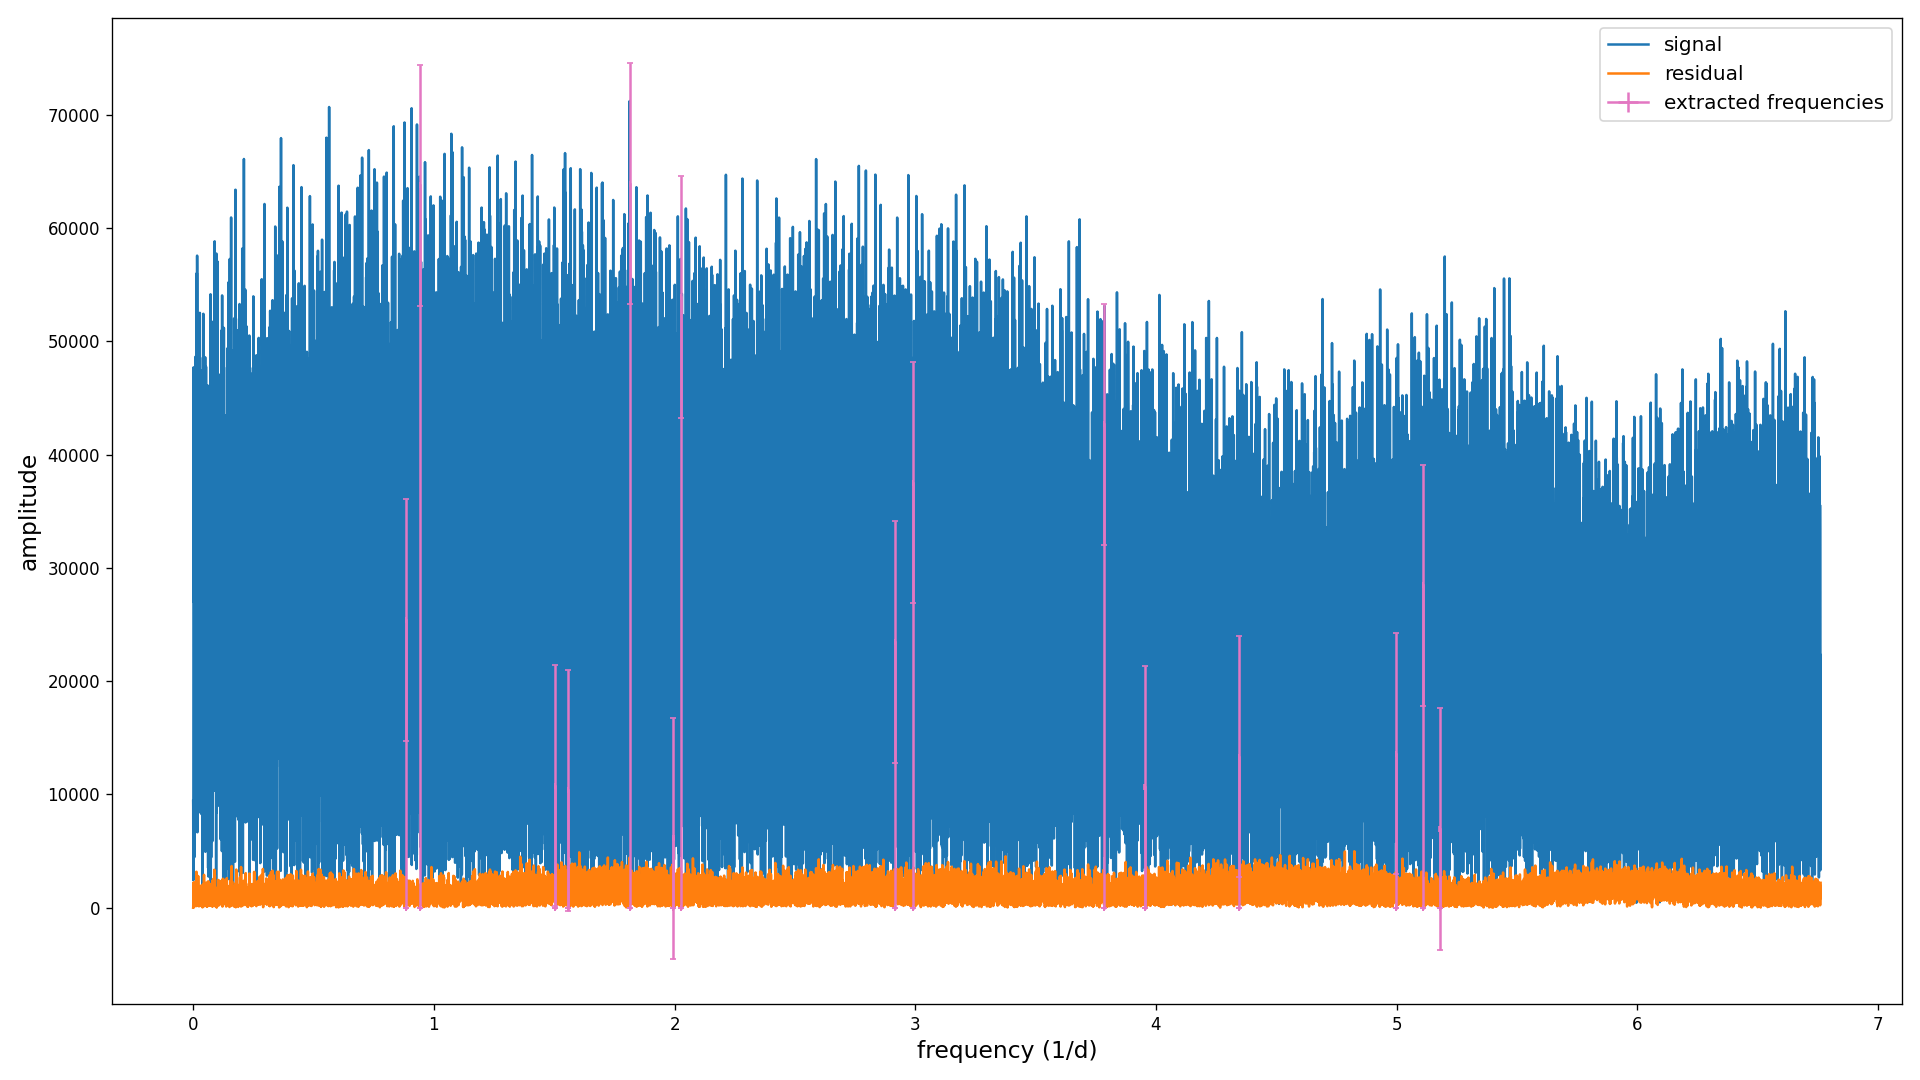 signal
residual
extracted frequencies
70000
60000
50000
40000
30000
20000
10000
0
amplitude
0 1 2 3 4 5 6 7
frequency (1/d)